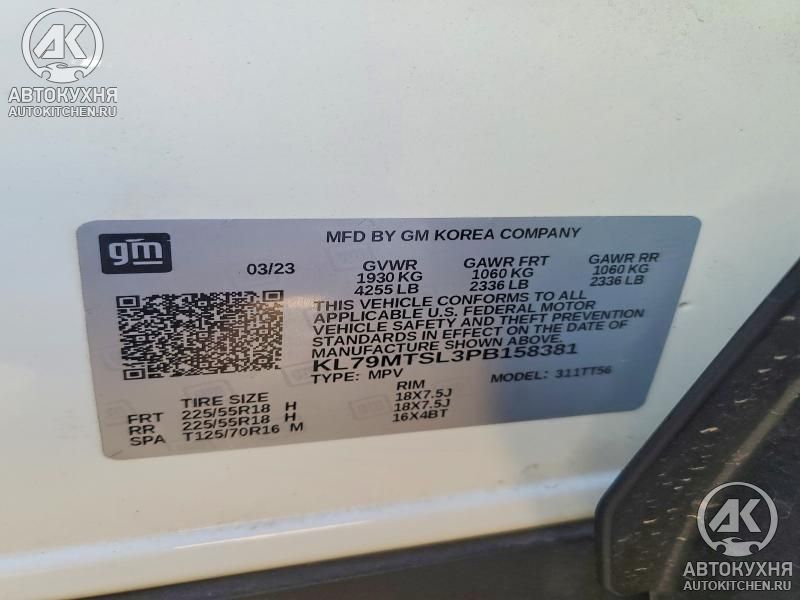 AK
АВТОКУХНЯ
AUTOKITCHEN.RU
gm
MFD BY GM KOREA COMPANY
03/23
GVWR GAWR FRT GAWR RR
1930 KG 1060 KG 1060 KG
4255 LB 2336 LB 2336 LB
THIS VEHICLE CONFORMS TO ALL
APPLICABLE U.S. FEDERAL MOTOR
VEHICLE SAFETY AND THEFT PREVENTION
STANDARDS IN EFFECT ON THE DATE OF
MANUFACTURE SHOWN ABOVE.
KL79MTSL3PB158381
TYPE: MPV MODEL: 311TT56
TIRE SIZE RIM
FRT 225/55R18 H 18X7.5J
RR 225/55R18 H 18X7.5J
SPA T125/70R16 M 16X4BT
AK
АВТОКУХНЯ
AUTOKITCHEN.RU